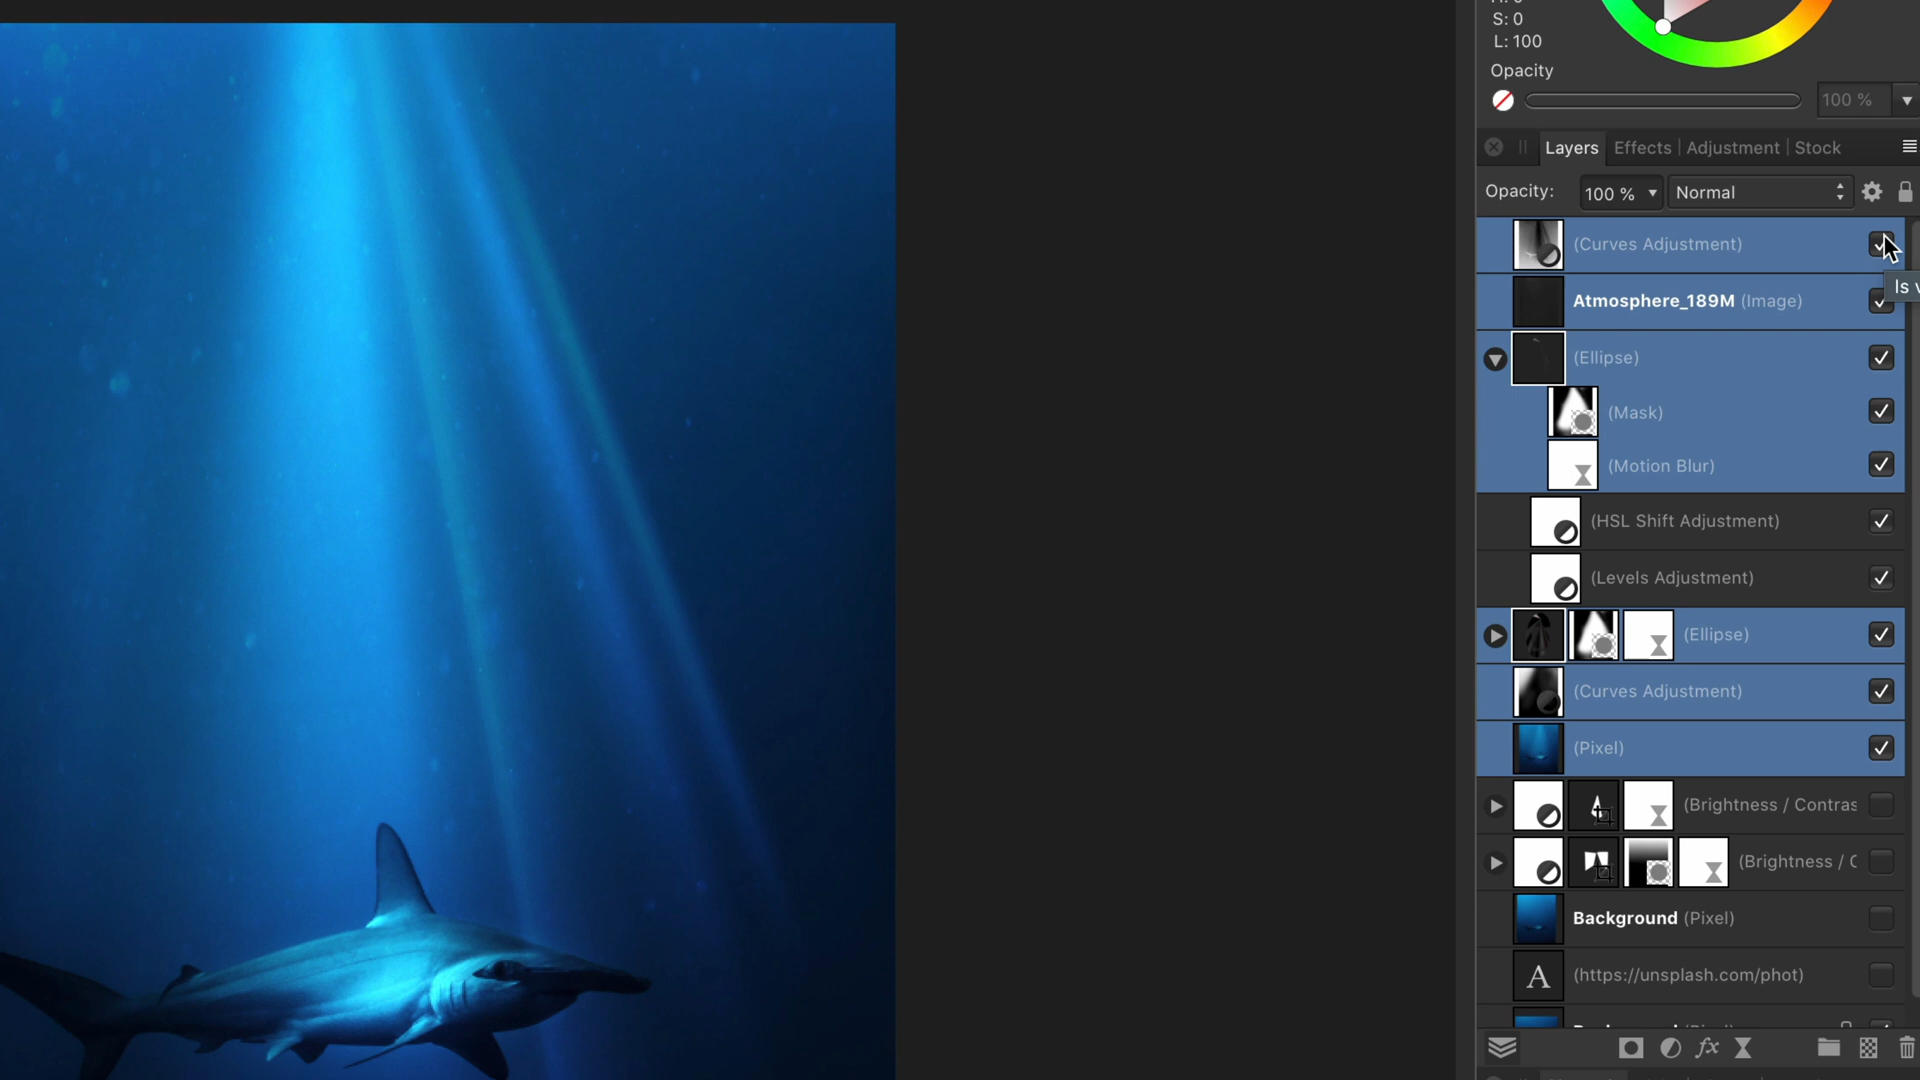 S: 0
L: 100
Opacity
100 %
Layers Effects | Adjustment | Stock
Opacity: 100 % Normal
(Curves Adjustment)
Is
Atmosphere_189M (Image)
(Ellipse)
(Mask)
(Motion Blur)
(HSL Shift Adjustment)
(Levels Adjustment)
(Ellipse)
(Curves Adjustment)
(Pixel)
(Brightness / Contras
(Brightness / C
Background (Pixel)
A (https://unsplash.com/phot)
fx